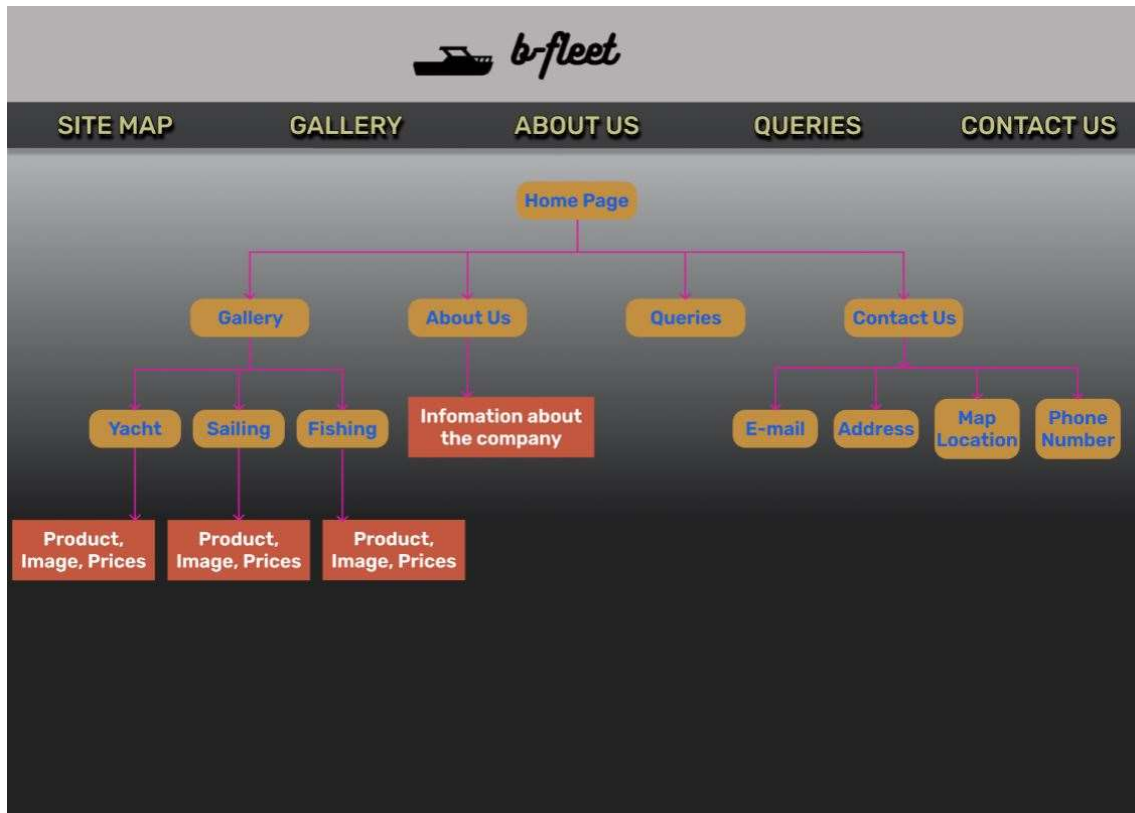 b-fleet
SITE MAP
GALLERY
ABOUT US
QUERIES
CONTACT US
Home Page
Gallery
About Us
Queries
Contact Us
Yacht
Sailing
Fishing
Infomation about
the company
E-mail
Address
Map
Location
Phone
Number
Product,
Image, Prices
Product,
Image, Prices
Product,
Image, Prices